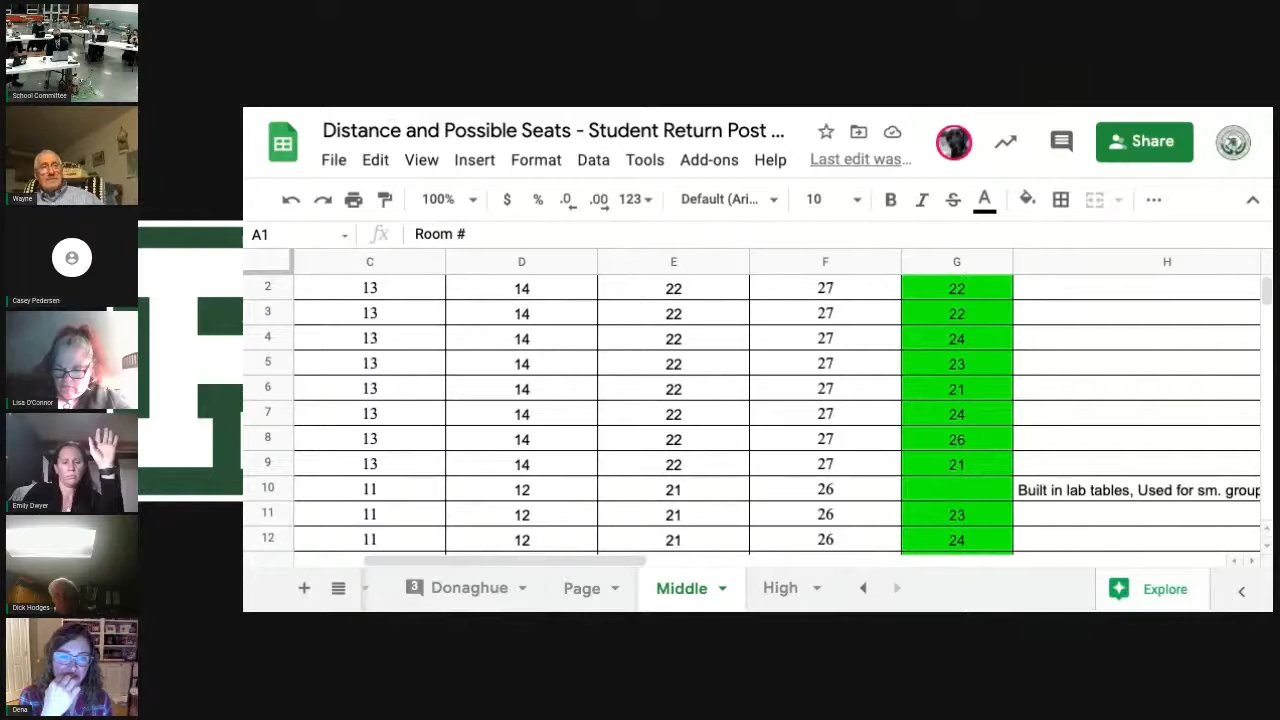 School Committee
Wayne
Casey Pedersen
Lisa O'Connor
Emily Dwyer
Dick Hodges
Dena
Distance and Possible Seats - Student Return Post ...
File Edit View Insert Format Data Tools Add-ons Help Last edit was...
Share
100% $ % .0 .00 123 Default (Ari... 10 B I S A
A1 fx Room #
C D E F G H
2 13 14 22 27 22
3 13 14 22 27 22
4 13 14 22 27 24
5 13 14 22 27 23
6 13 14 22 27 21
7 13 14 22 27 24
8 13 14 22 27 26
9 13 14 22 27 21
10 11 12 21 26 Built in lab tables, Used for sm. group
11 11 12 21 26 23
12 11 12 21 26 24
3 Donaghue Page Middle High Explore